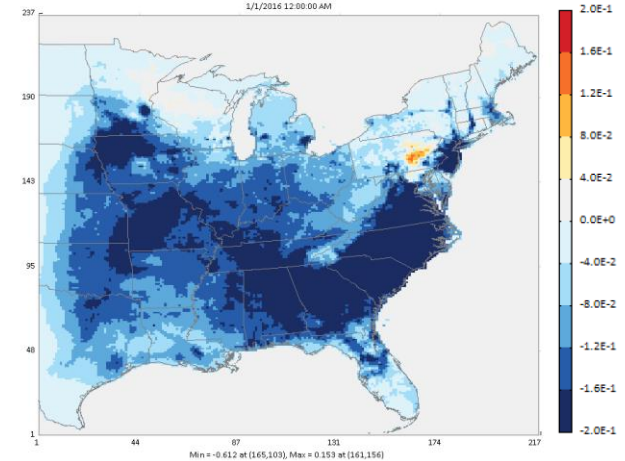 1/1/2016 12:00:00 AM
237
190
143
95
48
1
1 44 87 131 174 217
Min = -0.612 at (165,103), Max = 0.153 at (161,156)
2.0E-1
1.6E-1
1.2E-1
8.0E-2
4.0E-2
0.0E+0
-4.0E-2
-8.0E-2
-1.2E-1
-1.6E-1
-2.0E-1